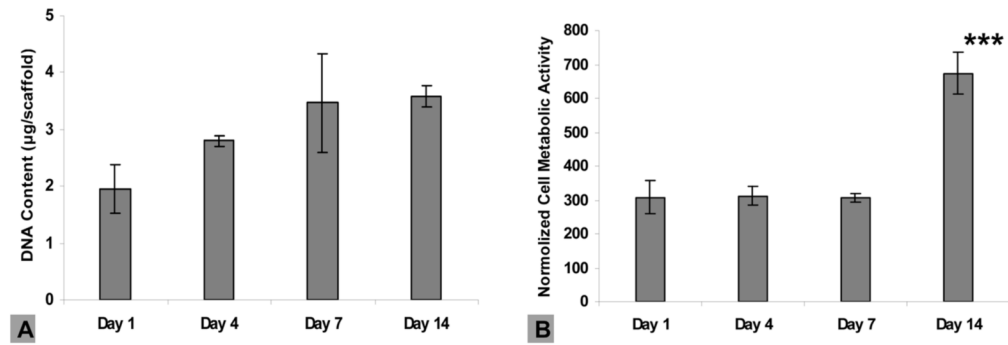 DNA Content (µg/scaffold)
5
4
3
2
1
0
Day 1 Day 4 Day 7 Day 14
A
Normolized Cell Metabolic Activity
800
700
600
500
400
300
200
100
0
***
Day 1 Day 4 Day 7 Day 14
B